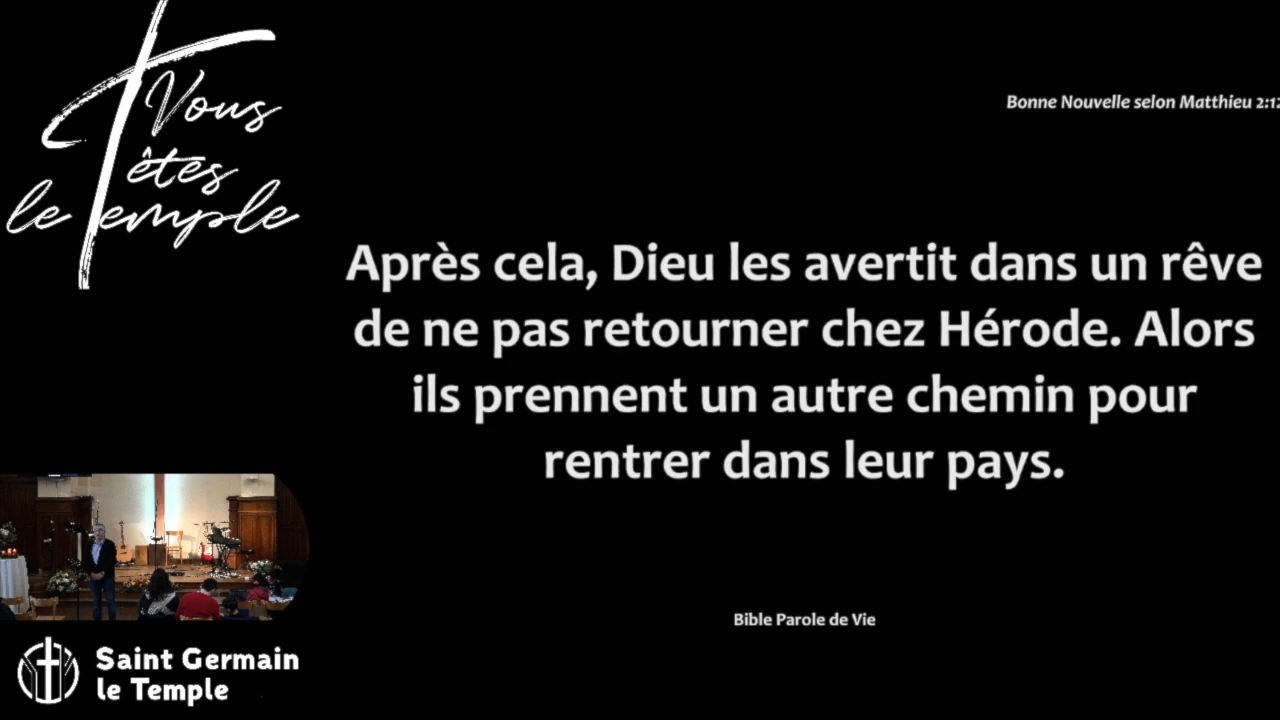 Vous
êtes
le Temple
Bonne Nouvelle selon Matthieu 2:12
Après cela, Dieu les avertit dans un rêve
de ne pas retourner chez Hérode. Alors
ils prennent un autre chemin pour
rentrer dans leur pays.
Bible Parole de Vie
Saint Germain
le Temple